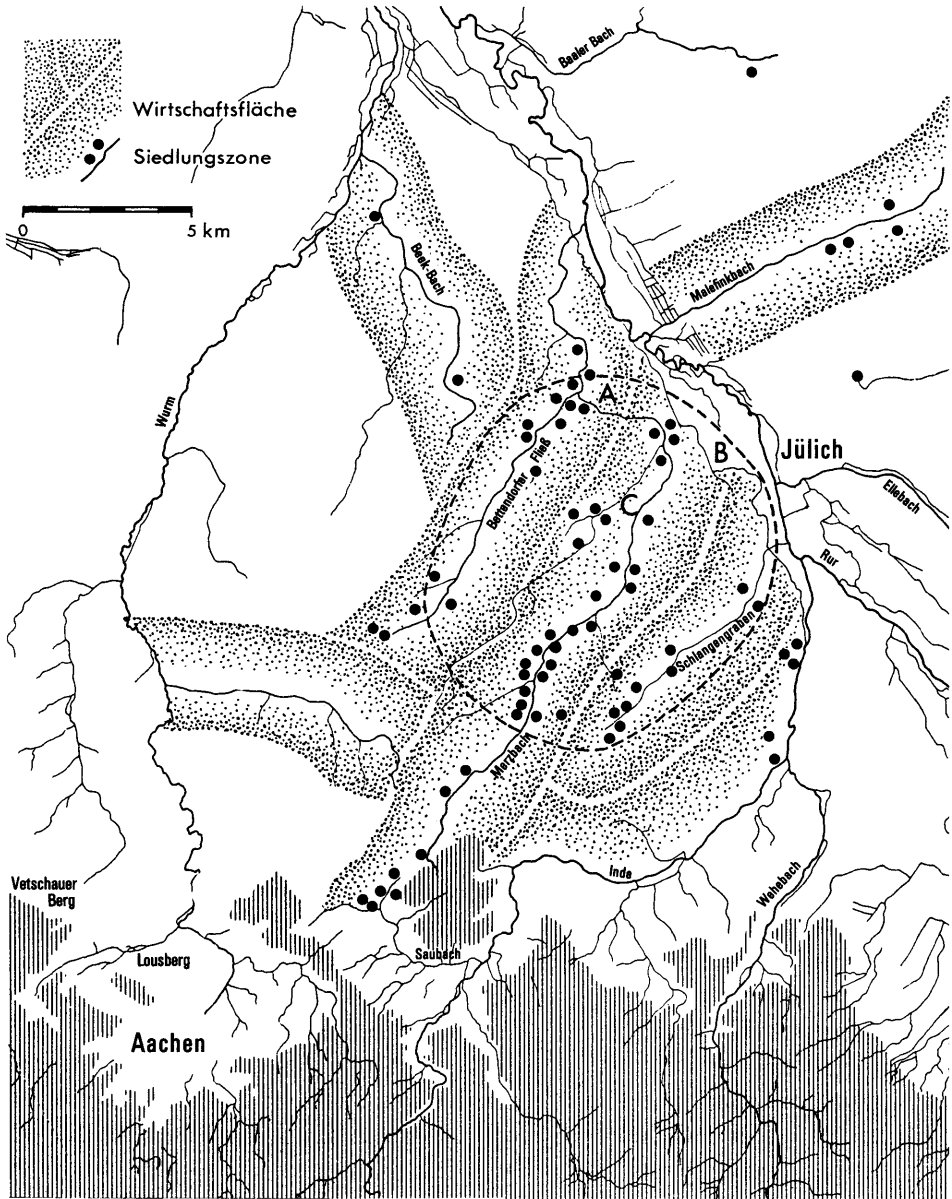 Baaler Bach
Wirtschaftsfläche
Siedlungszone
0 5 km
Beek-Bach
Malefinkbach
Wurm
A
B
Jülich
Bettendorfer Fließ
C
Ellebach
Rur
Schlangengraben
Merzbach
Inde
Wehebach
Vetschauer
Berg
Lousberg
Saubach
Aachen